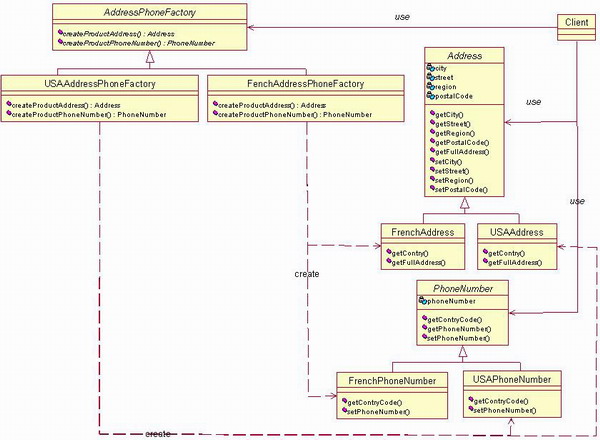 AddressPhoneFactory
createProductAddress() : Address
createProductPhoneNumber() : PhoneNumber
use
Client
USAAddressPhoneFactory
createProductAddress() : Address
createProductPhoneNumber() : PhoneNumber
FenchAddressPhoneFactory
createProductAddress() : Address
createProductPhoneNumber() : PhoneNumber
Address
city
street
region
postalCode
getCity()
getStreet()
getRegion()
getPostalCode()
getFullAddress()
setCity()
setStreet()
setRegion()
setPostalCode()
use
use
FrenchAddress
getContry()
getFullAddress()
USAAddress
getContry()
getFullAddress()
create
PhoneNumber
phoneNumber
getContryCode()
getPhoneNumber()
setPhoneNumber()
FrenchPhoneNumber
getContryCode()
setPhoneNumber()
USAPhoneNumber
getContryCode()
setPhoneNumber()
create